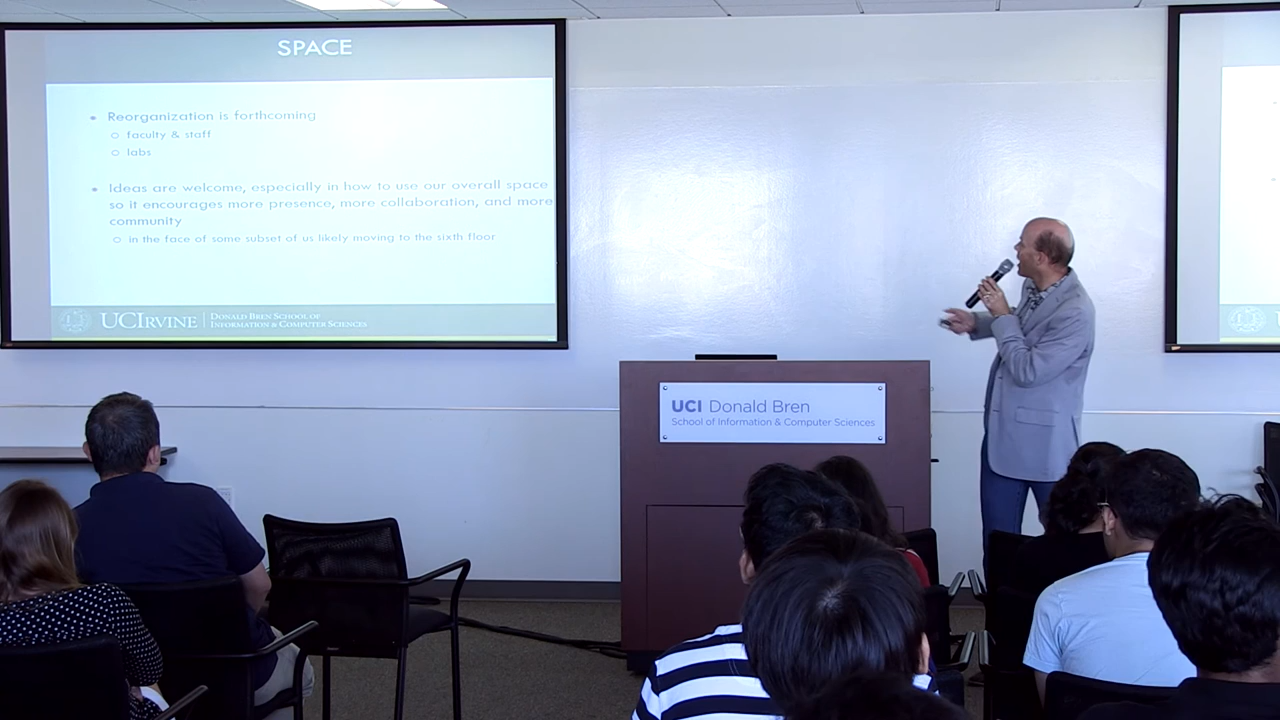 SPACE
• Reorganization is forthcoming
○ faculty & staff
○ labs
• Ideas are welcome, especially in how to use our overall space
so it encourages more presence, more collaboration, and more
community
○ in the face of some subset of us likely moving to the sixth floor
UCIRVINE
DONALD BREN SCHOOL OF
INFORMATION & COMPUTER SCIENCES
UCI Donald Bren
School of Information & Computer Sciences